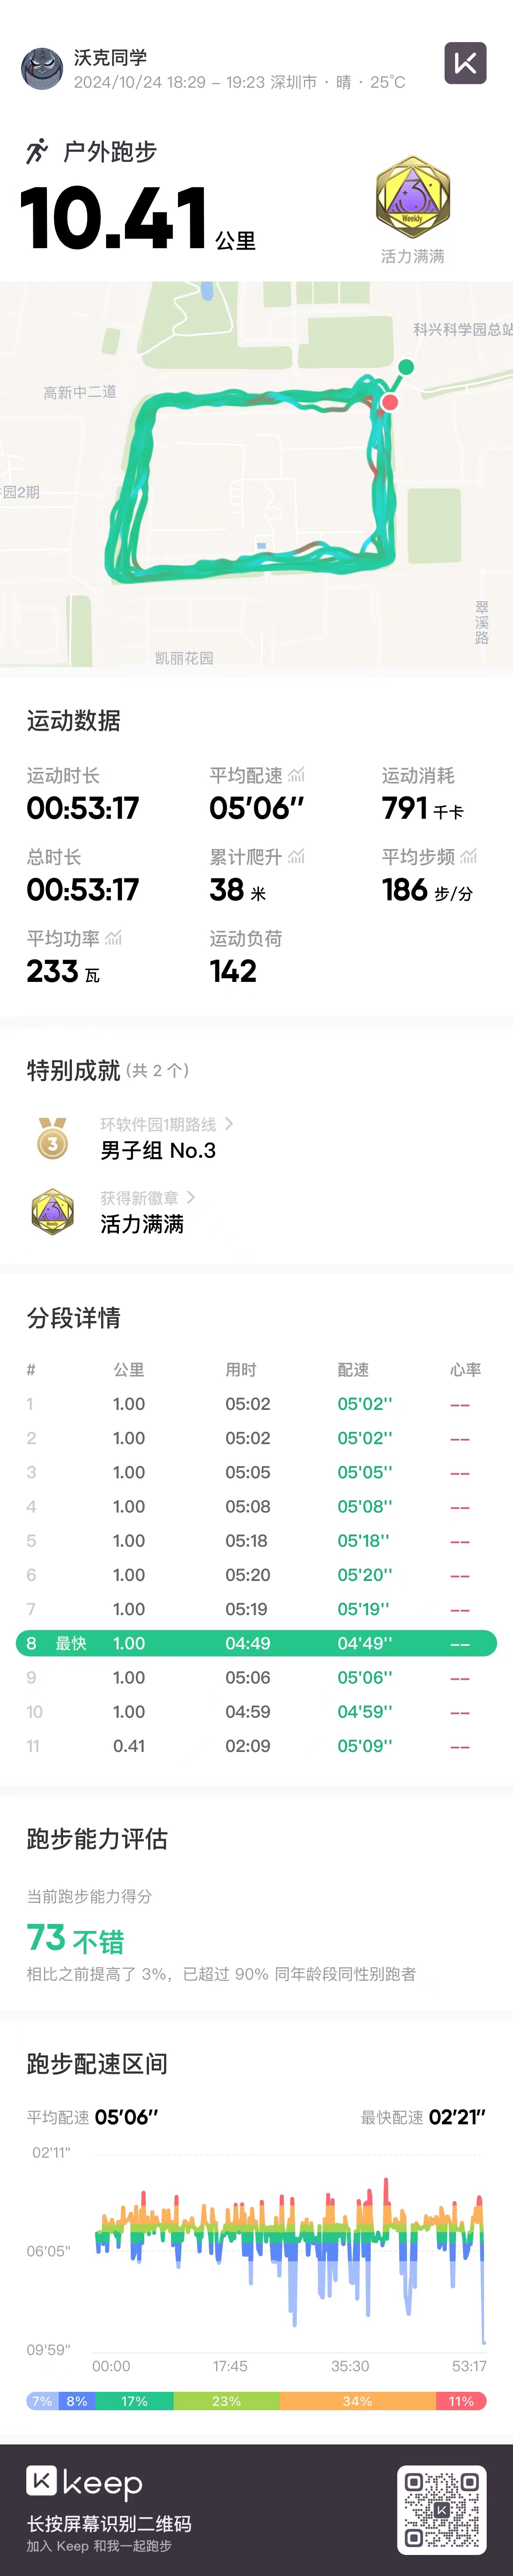 沃克同学
2024/10/24 18:29 – 19:23 深圳市 · 晴 · 25°C
户外跑步
10.41 公里
3
Weekly
活力满满
科兴科学园总站
高新中二道
园2期
翠溪路
凯丽花园
运动数据
运动时长 平均配速 运动消耗
00:53:17 05'06'' 791 千卡
总时长 累计爬升 平均步频
00:53:17 38 米 186 步/分
平均功率 运动负荷
233 瓦 142
特别成就 (共 2 个)
3
环软件园1期路线
男子组 No.3
获得新徽章
活力满满
分段详情
# 公里 用时 配速 心率
1 1.00 05:02 05'02'' --
2 1.00 05:02 05'02'' --
3 1.00 05:05 05'05'' --
4 1.00 05:08 05'08'' --
5 1.00 05:18 05'18'' --
6 1.00 05:20 05'20'' --
7 1.00 05:19 05'19'' --
8 最快 1.00 04:49 04'49'' --
9 1.00 05:06 05'06'' --
10 1.00 04:59 04'59'' --
11 0.41 02:09 05'09'' --
跑步能力评估
当前跑步能力得分
73 不错
相比之前提高了 3%，已超过 90% 同年龄段同性别跑者
跑步配速区间
平均配速 05'06'' 最快配速 02'21''
02'11"
06'05"
09'59"
00:00 17:45 35:30 53:17
7% 8% 17% 23% 34% 11%
keep
长按屏幕识别二维码
加入 Keep 和我一起跑步